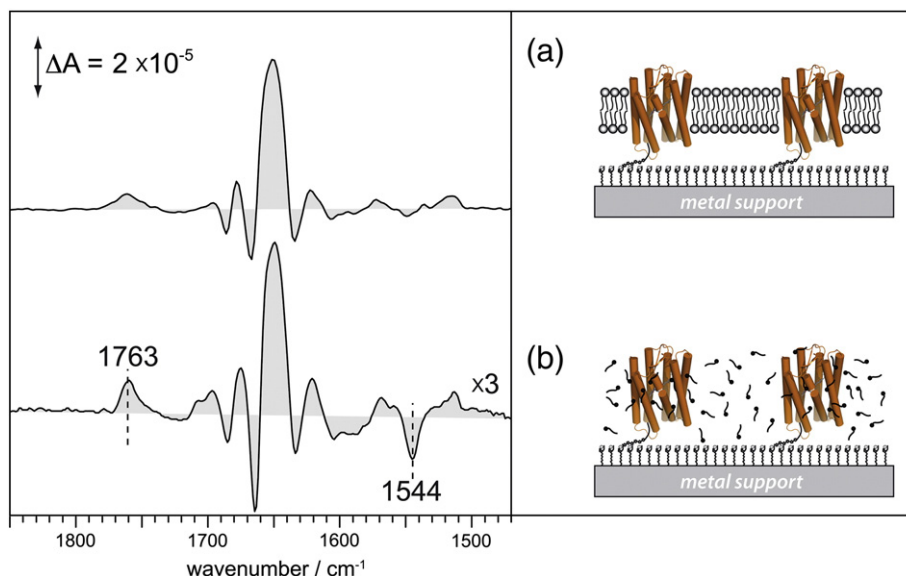 ΔA = 2 x10⁻⁵
1763
x3
1544
1800
1700
1600
1500
wavenumber / cm⁻¹
(a)
metal support
(b)
metal support